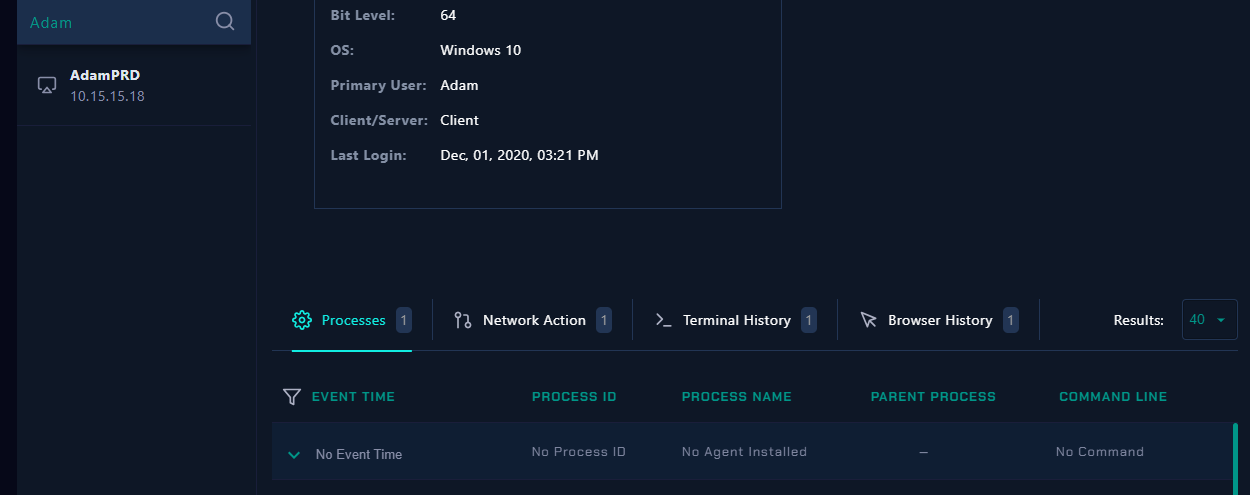 Adam
AdamPRD
10.15.15.18
Bit Level: 64
OS: Windows 10
Primary User: Adam
Client/Server: Client
Last Login: Dec, 01, 2020, 03:21 PM
Processes 1 Network Action 1 Terminal History 1 Browser History 1 Results: 40
EVENT TIME PROCESS ID PROCESS NAME PARENT PROCESS COMMAND LINE
No Event Time No Process ID No Agent Installed – No Command